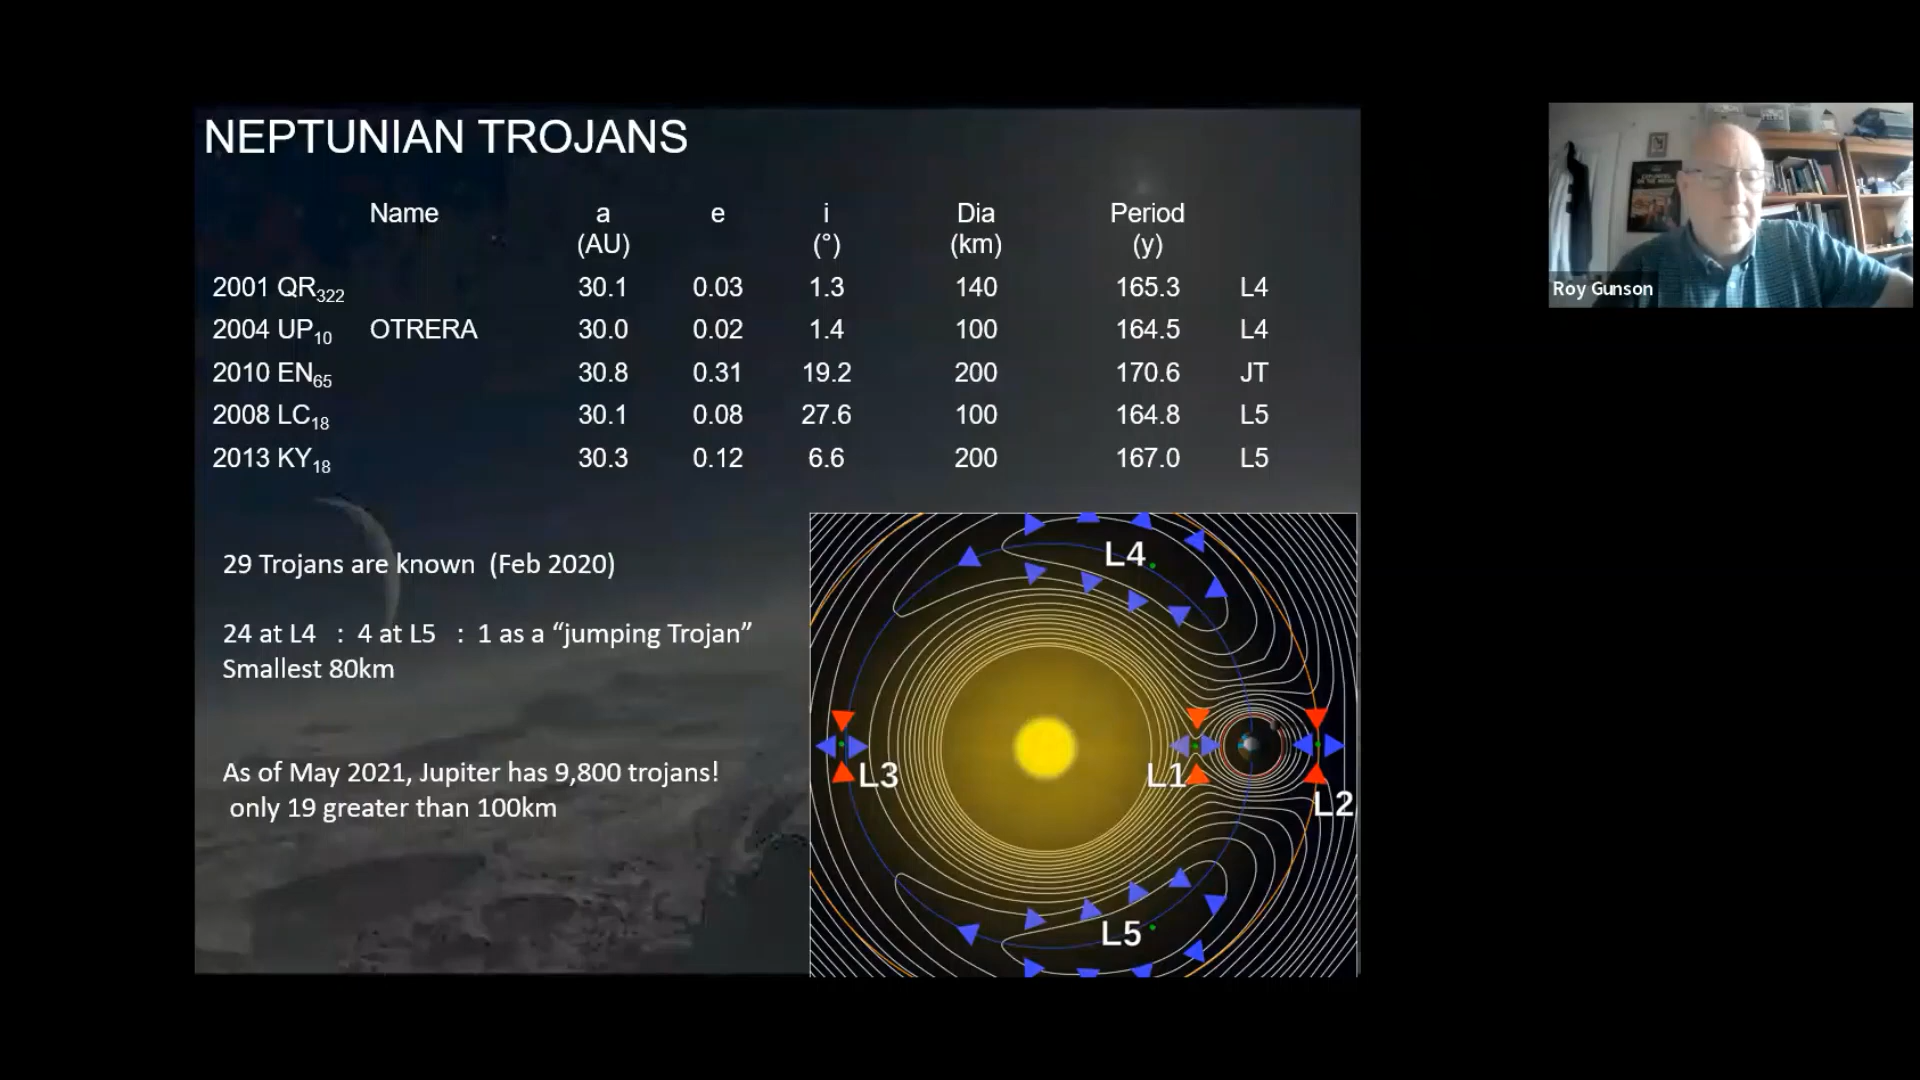 NEPTUNIAN TROJANS
Name a e i Dia Period
(AU) (°) (km) (y)
2001 QR322 30.1 0.03 1.3 140 165.3 L4
2004 UP10 OTRERA 30.0 0.02 1.4 100 164.5 L4
2010 EN65 30.8 0.31 19.2 200 170.6 JT
2008 LC18 30.1 0.08 27.6 100 164.8 L5
2013 KY18 30.3 0.12 6.6 200 167.0 L5
29 Trojans are known (Feb 2020)
24 at L4 : 4 at L5 : 1 as a “jumping Trojan”
Smallest 80km
As of May 2021, Jupiter has 9,800 trojans!
only 19 greater than 100km
L4
L3
L1
L2
L5
Roy Gunson